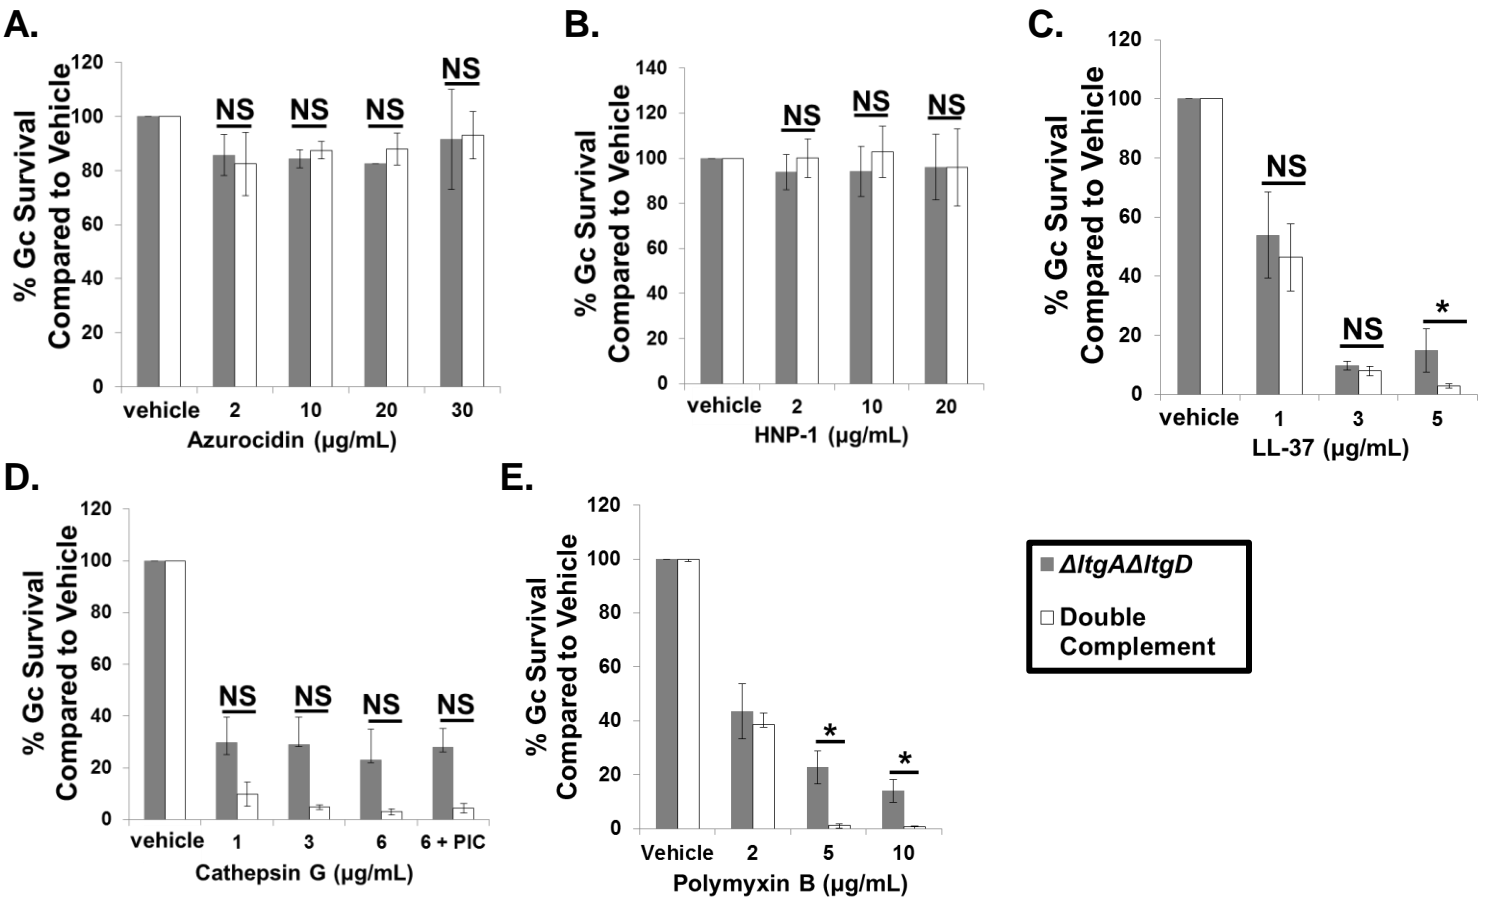 A.
% Gc Survival
Compared to Vehicle
120
100
80
60
40
20
0
NS
NS
NS
NS
vehicle 2 10 20 30
Azurocidin (µg/mL)
B.
% Gc Survival
Compared to Vehicle
140
120
100
80
60
40
20
0
NS
NS
NS
vehicle 2 10 20
HNP-1 (µg/mL)
C.
% Gc Survival
Compared to Vehicle
120
100
80
60
40
20
0
NS
NS
*
vehicle 1 3 5
LL-37 (µg/mL)
D.
% Gc Survival
Compared to Vehicle
120
100
80
60
40
20
0
NS
NS
NS
NS
vehicle 1 3 6 6 + PIC
Cathepsin G (µg/mL)
E.
% Gc Survival
Compared to Vehicle
120
100
80
60
40
20
0
*
*
Vehicle 2 5 10
Polymyxin B (µg/mL)
ΔltgAΔltgD
Double
Complement